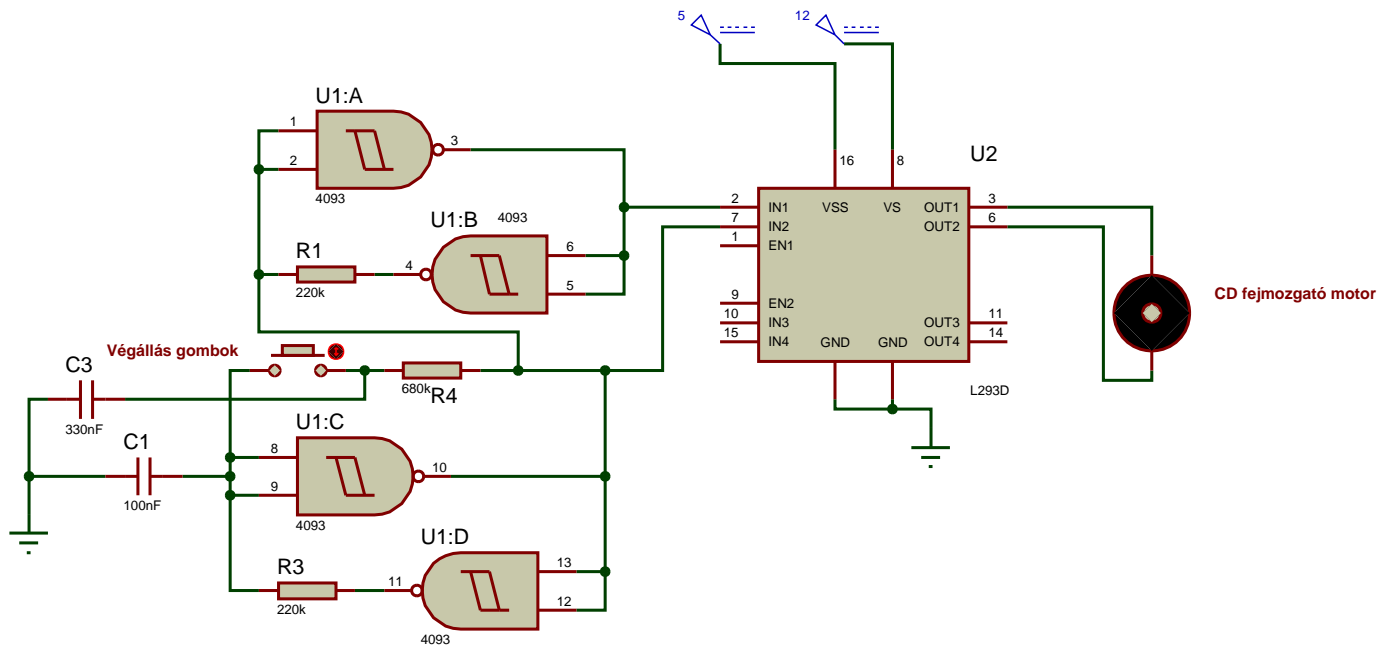 5
12
U1:A
1
2
3
4093
U1:B
4093
6
5
4
R1
220k
U2
16
8
2
IN1
VSS
VS
OUT1
3
7
IN2
OUT2
6
1
EN1
9
EN2
10
IN3
OUT3
11
15
IN4
GND
GND
OUT4
14
L293D
CD fejmozgató motor
Végállás gombok
C3
330nF
680k
R4
C1
100nF
U1:C
8
9
10
4093
U1:D
13
12
11
4093
R3
220k